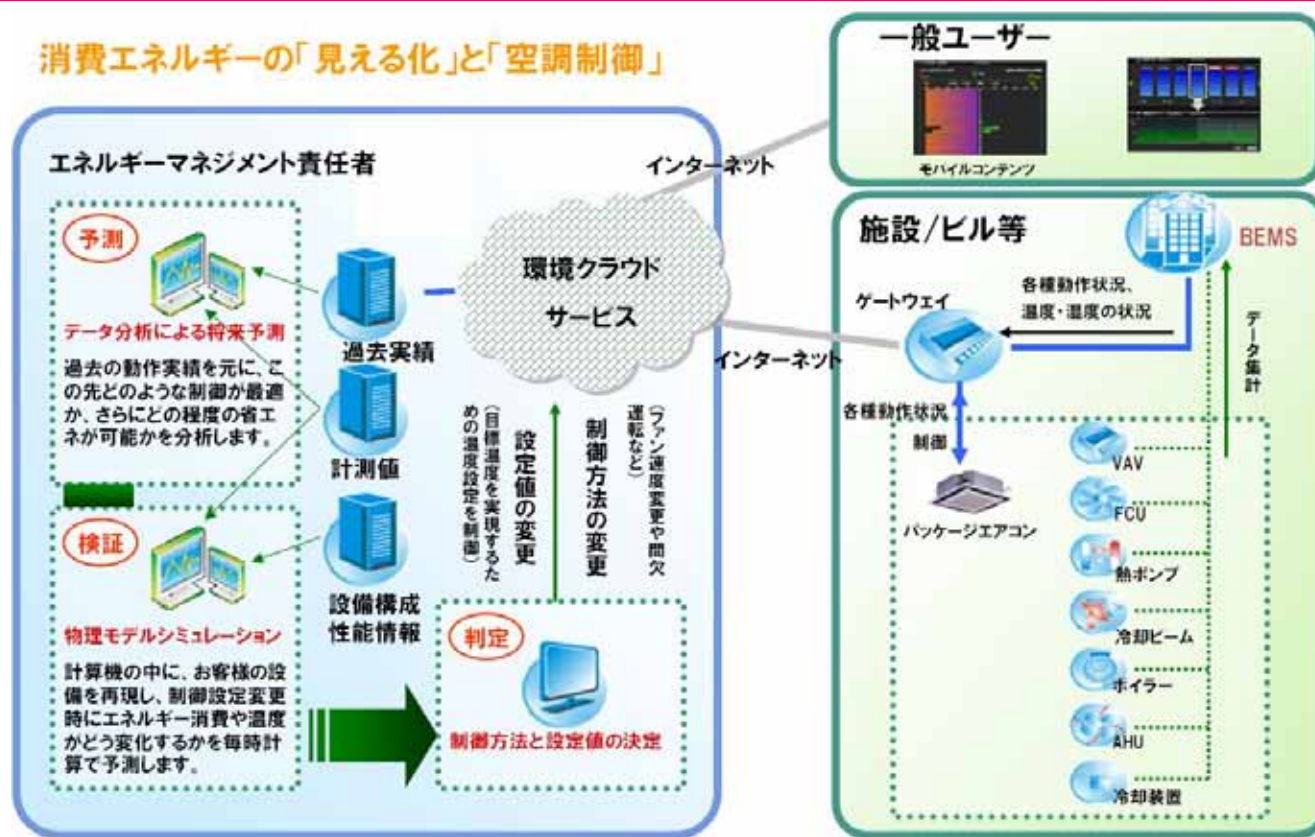 消費エネルギーの「見える化」と「空調制御」
エネルギーマネジメント責任者
予測
データ分析による将来予測
過去の動作実績を元に、こ
の先どのような制御が最適
か、さらにどの程度の省エ
ネが可能かを分析します。
検証
物理モデルシミュレーション
計算機の中に、お客様の設
備を再現し、制御設定変更
時にエネルギー消費や温度
がどう変化するかを毎時計
算で予測します。
過去実績
計測値
設備構成
性能情報
環境クラウド
サービス
インターネット
インターネット
制御方法の変更
(ファン速度変更や間欠
運転など)
設定値の変更
(目標温度を実現するた
めの温度設定を制御)
判定
制御方法と設定値の決定
一般ユーザー
モバイルコンテンツ
施設/ビル等
BEMS
ゲートウェイ
各種動作状況、
温度・湿度の状況
データ集計
各種動作状況
制御
パッケージエアコン
VAV
FCU
熱ポンプ
冷却ビーム
ボイラー
AHU
冷却装置